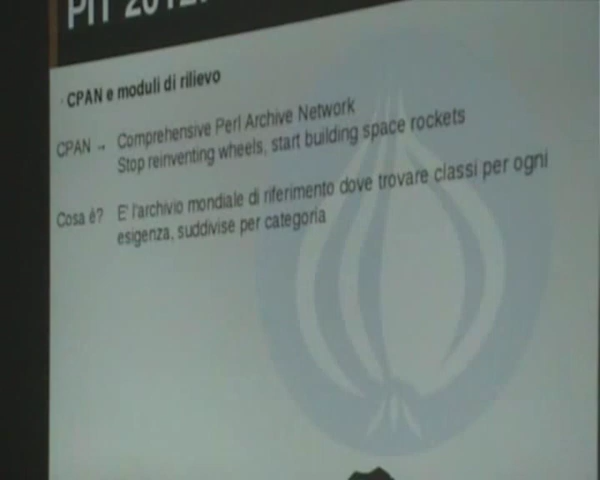 PIT 2012:
· CPAN e moduli di rilievo
CPAN → Comprehensive Perl Archive Network
Stop reinventing wheels, start building space rockets
Cosa è? E' l'archivio mondiale di riferimento dove trovare classi per ogni
esigenza, suddivise per categoria